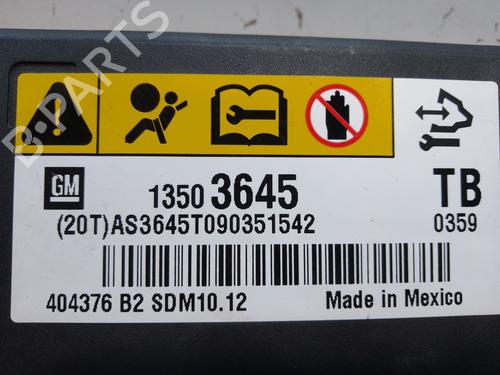 B-PARTS
GM 1350 3645 TB
(20T)AS3645T090351542 0359
404376 B2 SDM10.12 Made in Mexico